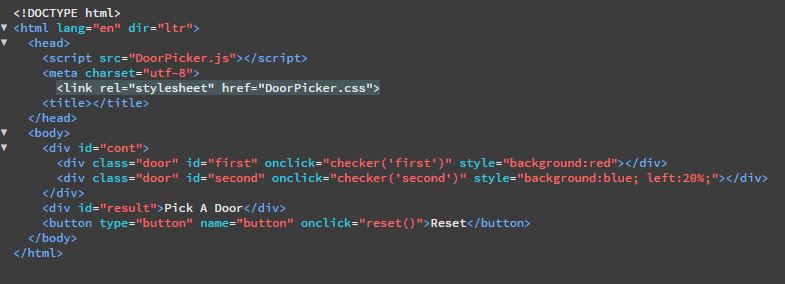 <!DOCTYPE html>
<html lang="en" dir="ltr">
<head>
<script src="DoorPicker.js"></script>
<meta charset="utf-8">
<link rel="stylesheet" href="DoorPicker.css">
<title></title>
</head>
<body>
<div id="cont">
<div class="door" id="first" onclick="checker('first')" style="background:red"></div>
<div class="door" id="second" onclick="checker('second')" style="background:blue; left:20%;"></div>
</div>
<div id="result">Pick A Door</div>
<button type="button" name="button" onclick="reset()">Reset</button>
</body>
</html>